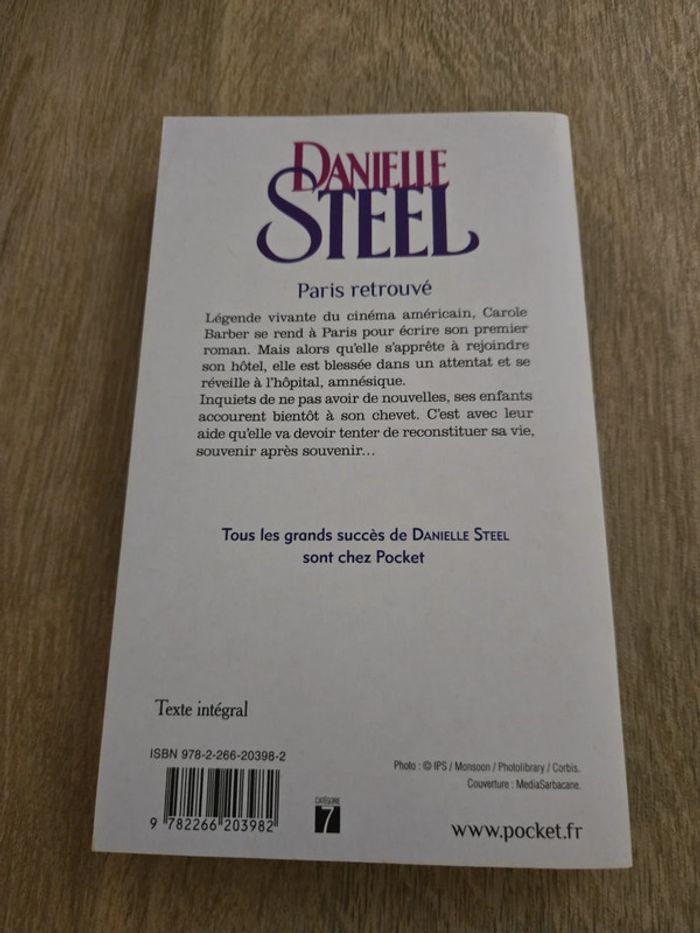 DANIELLE
STEEL
Paris retrouvé
Légende vivante du cinéma américain, Carole
Barber se rend à Paris pour écrire son premier
roman. Mais alors qu'elle s'apprête à rejoindre
son hôtel, elle est blessée dans un attentat et se
réveille à l'hôpital, amnésique.
Inquiets de ne pas avoir de nouvelles, ses enfants
accourent bientôt à son chevet. C'est avec leur
aide qu'elle va devoir tenter de reconstituer sa vie,
souvenir après souvenir...
Tous les grands succès de DANIELLE STEEL
sont chez Pocket
Texte intégral
ISBN 978-2-266-20398-2
9 782266 203982
CATÉGORIE
7
Photo : © IPS / Monsoon / Photolibrary / Corbis.
Couverture : MediaSarbacane.
www.pocket.fr